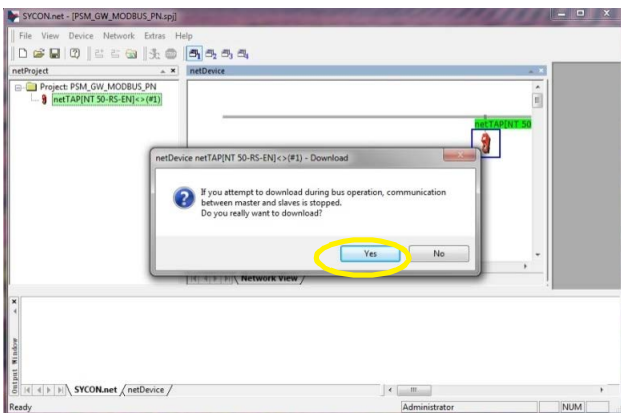 SYCON.net - [PSM_GW_MODBUS_PN.spj]
File View Device Network Extras Help
netProject
netDevice
Project: PSM_GW_MODBUS_PN
netTAP[NT 50-RS-EN]<>(#1)
netTAP[NT 50
netDevice netTAP[NT 50-RS-EN]<>(#1) - Download
If you attempt to download during bus operation, communication
between master and slaves is stopped.
Do you really want to download?
Yes
No
Network View
Output Window
SYCON.net
netDevice
Ready
Administrator
NUM